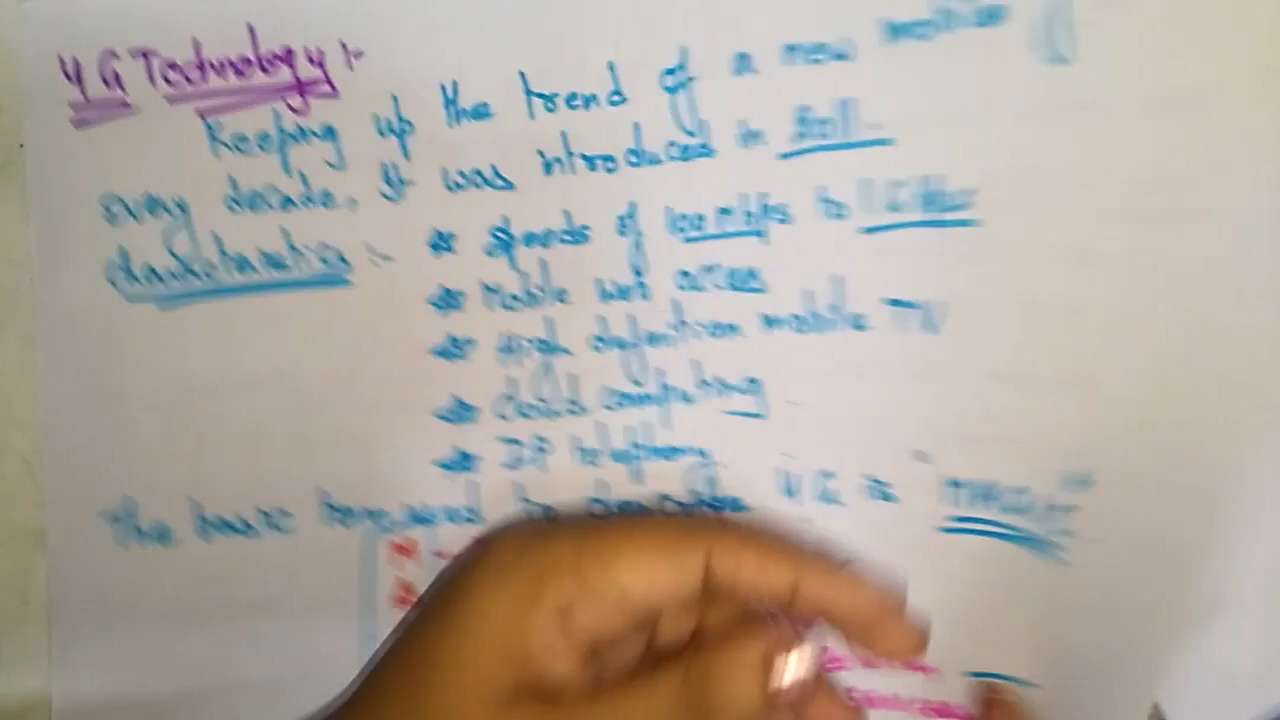 4G Technology :-
Keeping up the trend of a new mobile
every decade, It was introduced in 2011.
characteristics :- * speeds of 100 Mbps to 1 Gbps
* Mobile web access
* High definition mobile TV
* cloud computing
* IP telephony
The basic term used to describe 4G is "MAGIC"
M -
A